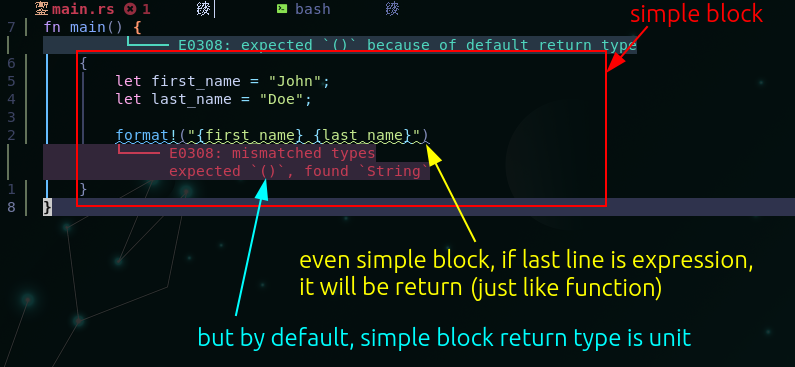 main.rs 1 bash
simple block
7 fn main() {
E0308: expected `()` because of default return type
6 {
5 let first_name = "John";
4 let last_name = "Doe";
3
2 format!("{first_name} {last_name}")
E0308: mismatched types
expected `()`, found `String`
1 }
8 }
even simple block, if last line is expression,
it will be return (just like function)
but by default, simple block return type is unit